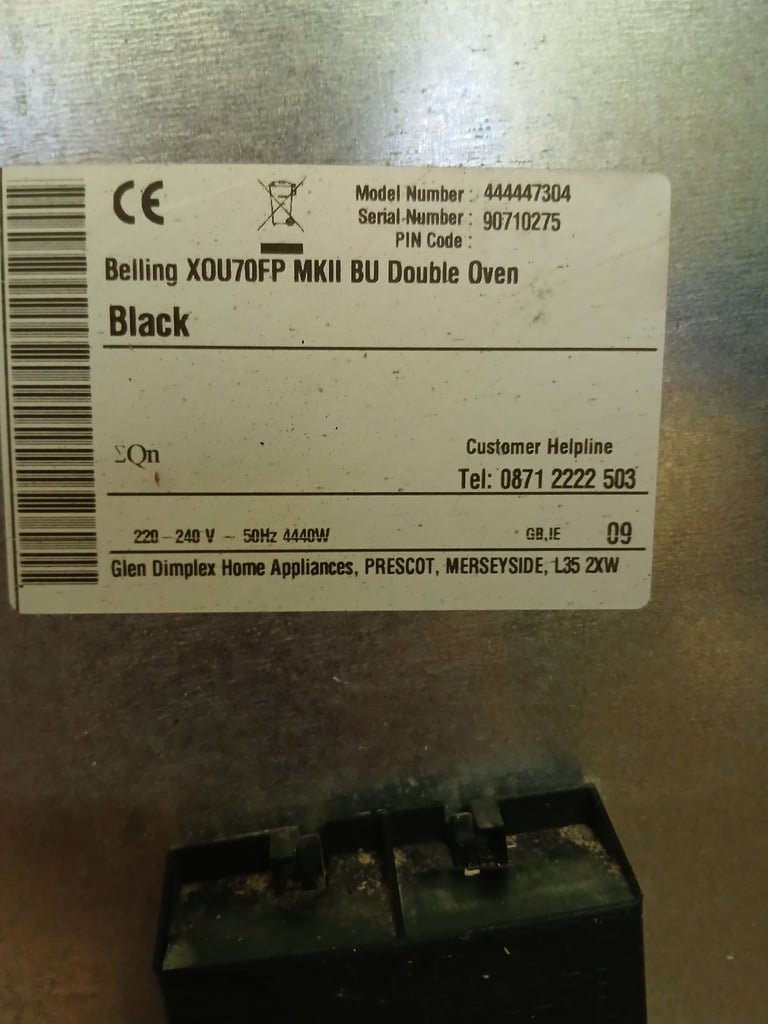 CE
Model Number : 444447304
Serial Number : 90710275
PIN Code :
Belling XOU70FP MKII BU Double Oven
Black
ΣQn
Customer Helpline
Tel: 0871 2222 503
220 - 240 V ~ 50Hz 4440W
GB,IE 09
Glen Dimplex Home Appliances, PRESCOT, MERSEYSIDE, L35 2XW